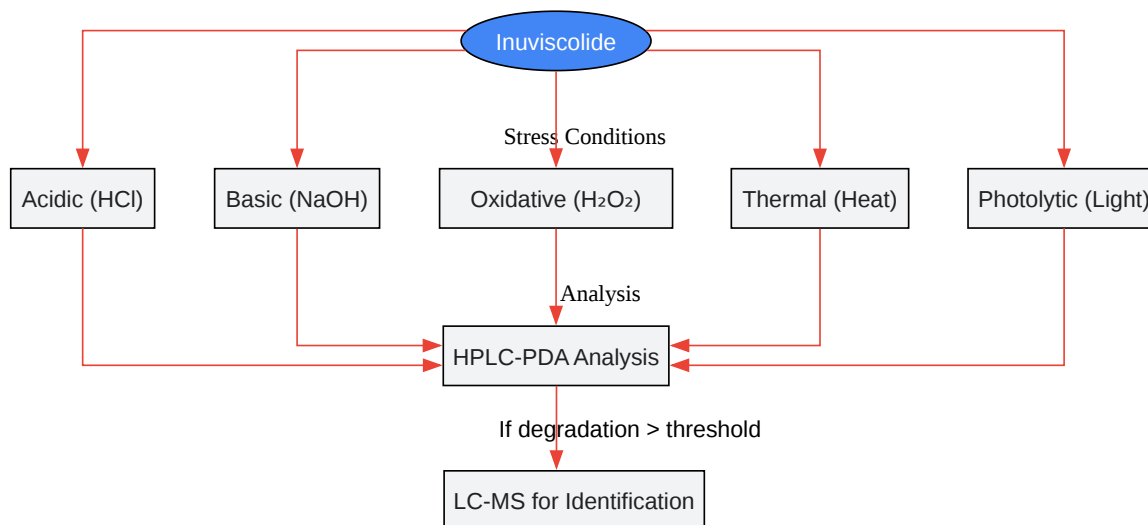 Inuviscolide
Stress Conditions
Acidic (HCl)
Basic (NaOH)
Oxidative (H₂O₂)
Thermal (Heat)
Photolytic (Light)
Analysis
HPLC-PDA Analysis
If degradation > threshold
LC-MS for Identification